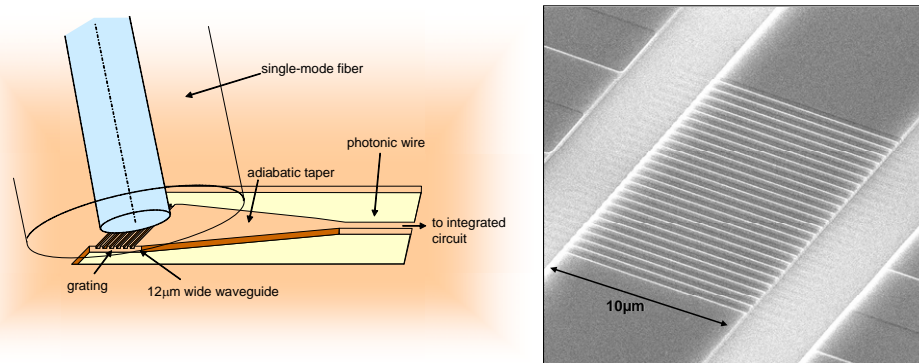 single-mode fiber
photonic wire
adiabatic taper
to integrated
circuit
grating
12μm wide waveguide
10μm